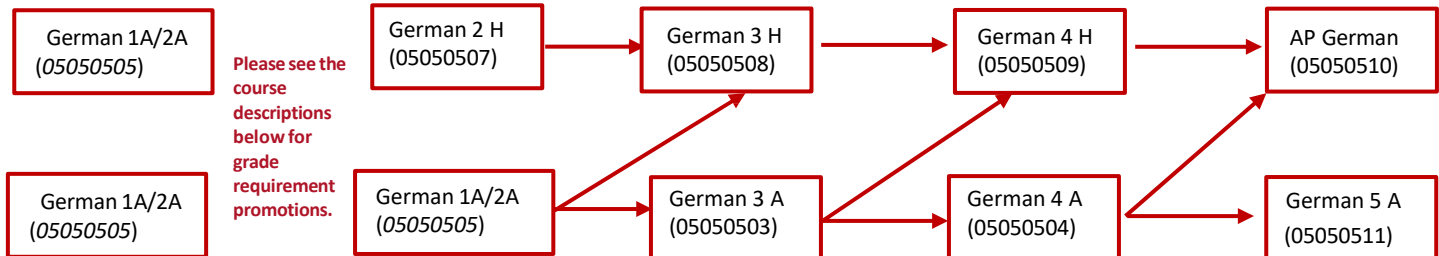 German 1A/2A
(05050505)
Please see the
course
descriptions
below for
grade
requirement
promotions.
German 2 H
(05050507)
German 3 H
(05050508)
German 4 H
(05050509)
AP German
(05050510)
German 1A/2A
(05050505)
German 1A/2A
(05050505)
German 3 A
(05050503)
German 4 A
(05050504)
German 5 A
(05050511)